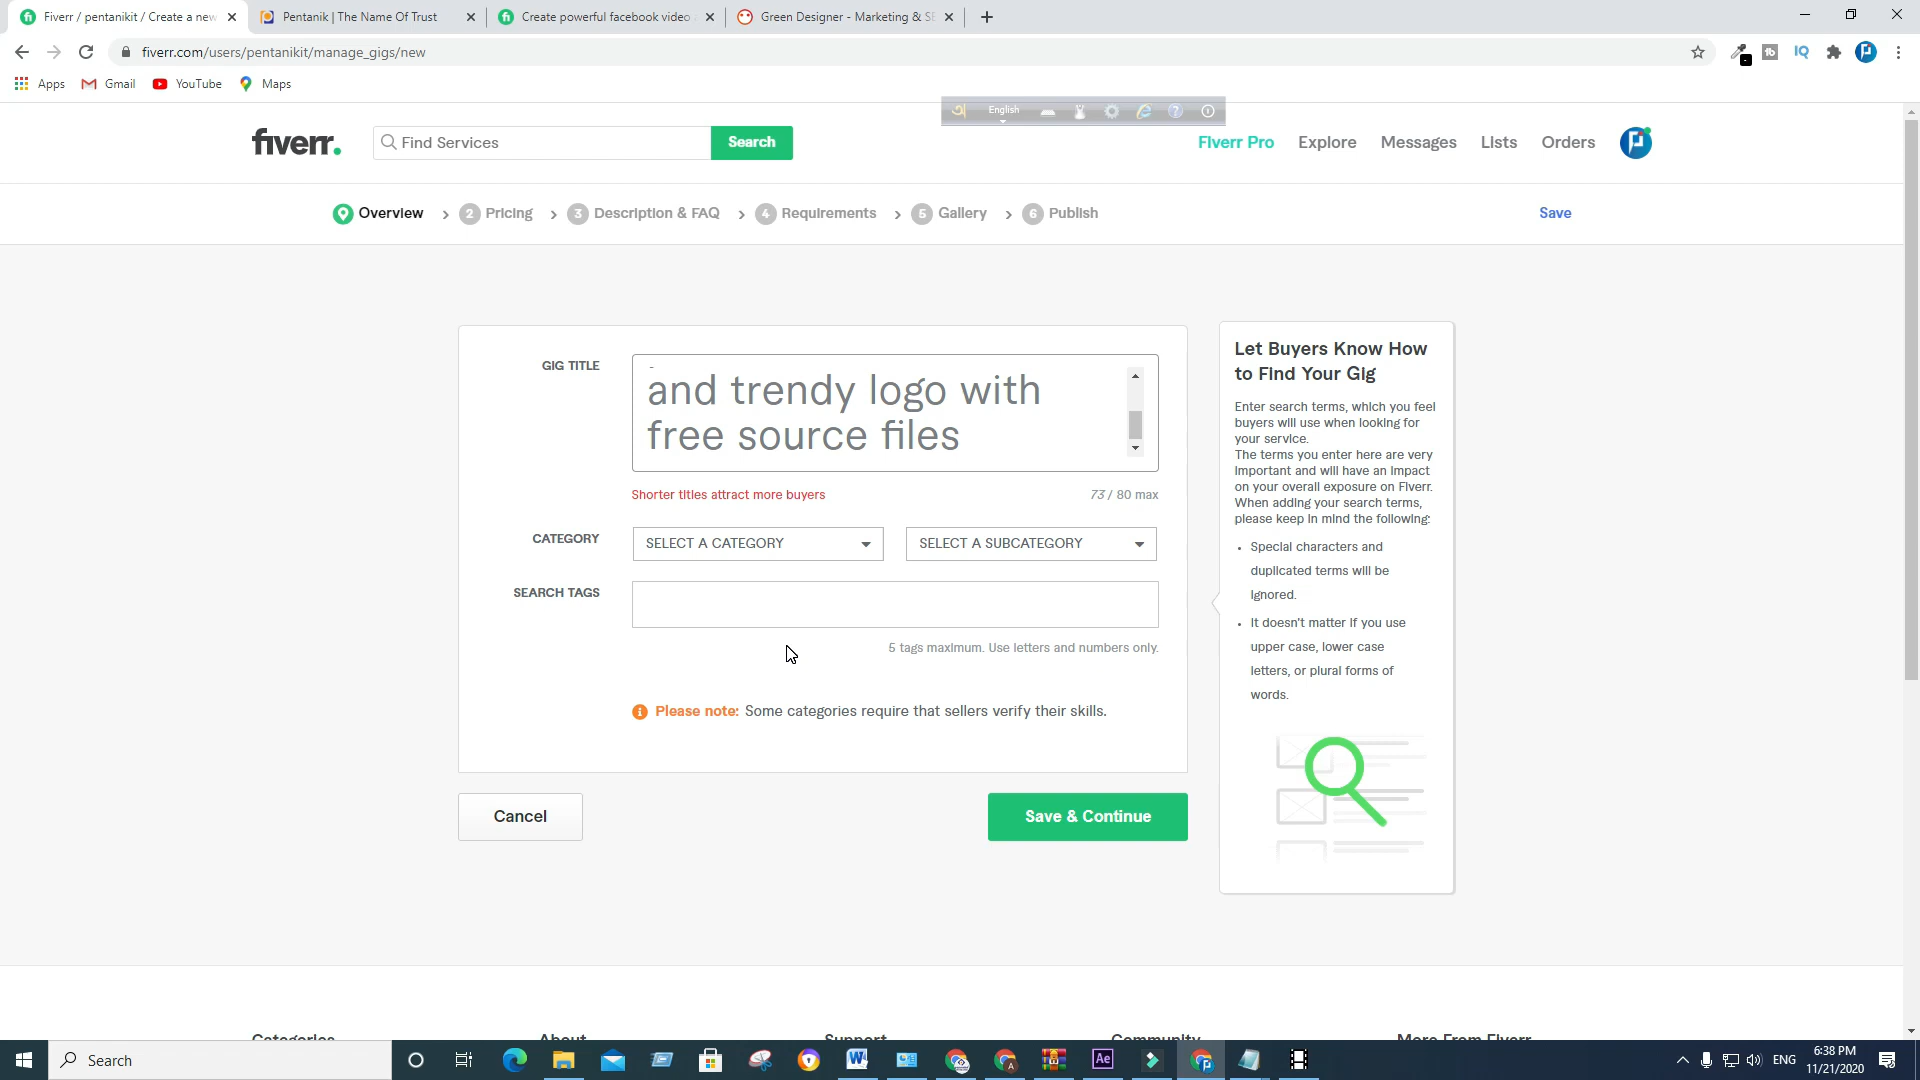 Fiverr / pentanikit / Create a new
Pentanik | The Name Of Trust
Create powerful facebook video
Green Designer - Marketing & SE
fiverr.com/users/pentanikit/manage_gigs/new
Apps
Gmail
YouTube
Maps
English
fiverr.
Find Services
Search
Fiverr Pro
Explore
Messages
Lists
Orders
Overview
2 Pricing
3 Description & FAQ
4 Requirements
5 Gallery
6 Publish
Save
GIG TITLE
and trendy logo with
free source files
Shorter titles attract more buyers
73 / 80 max
CATEGORY
SELECT A CATEGORY
SELECT A SUBCATEGORY
SEARCH TAGS
5 tags maximum. Use letters and numbers only.
Please note: Some categories require that sellers verify their skills.
Cancel
Save & Continue
Let Buyers Know How
to Find Your Gig
Enter search terms, which you feel
buyers will use when looking for
your service.
The terms you enter here are very
important and will have an impact
on your overall exposure on Fiverr.
When adding your search terms,
please keep in mind the following:
• Special characters and
duplicated terms will be
ignored.
• It doesn't matter if you use
upper case, lower case
letters, or plural forms of
words.
Categories
About
Support
Community
More From Fiverr
Search
ENG
6:38 PM
11/21/2020